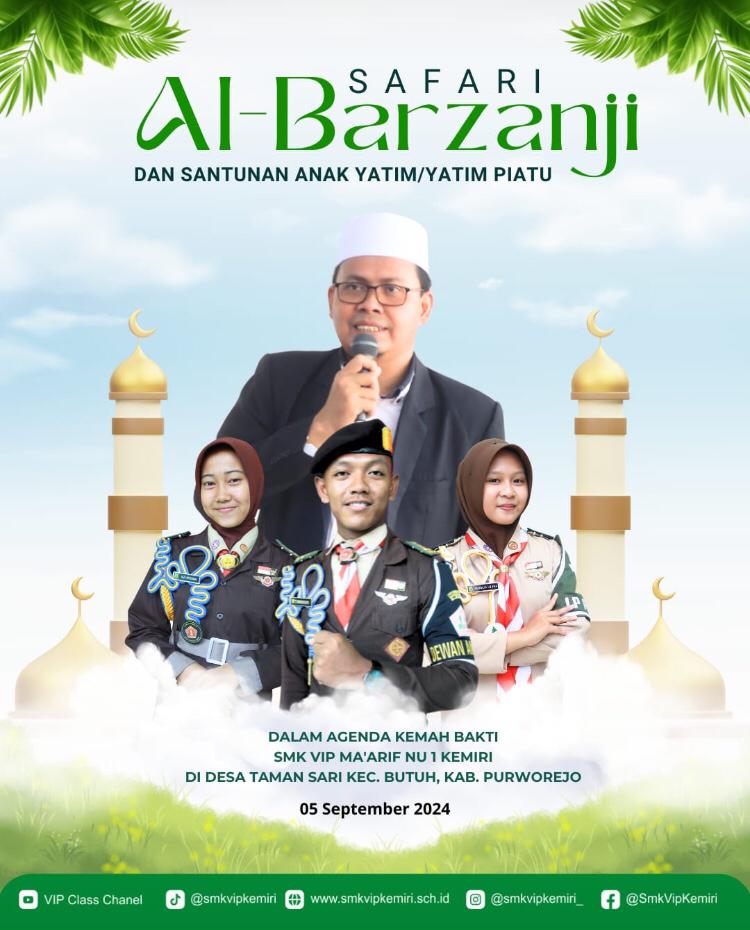 SAFARI
Al-Barzanji
DAN SANTUNAN ANAK YATIM/YATIM PIATU
DEWAN
DALAM AGENDA KEMAH BAKTI
SMK VIP MA'ARIF NU 1 KEMIRI
DI DESA TAMAN SARI KEC. BUTUH, KAB. PURWOREJO
05 September 2024
VIP Class Chanel
@smkvipkemiri
www.smkvipkemiri.sch.id
@smkvipkemiri_
@SmkVipKemiri